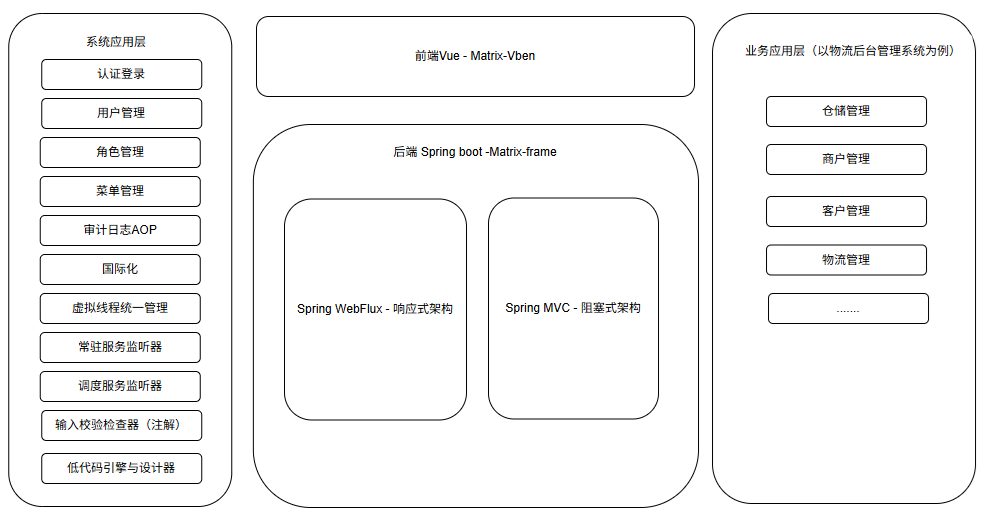 系统应用层
认证登录
用户管理
角色管理
菜单管理
审计日志AOP
国际化
虚拟线程统一管理
常驻服务监听器
调度服务监听器
输入校验检查器（注解）
低代码引擎与设计器
前端Vue - Matrix-Vben
后端 Spring boot -Matrix-frame
Spring WebFlux - 响应式架构
Spring MVC - 阻塞式架构
业务应用层（以物流后台管理系统为例）
仓储管理
商户管理
客户管理
物流管理
.......